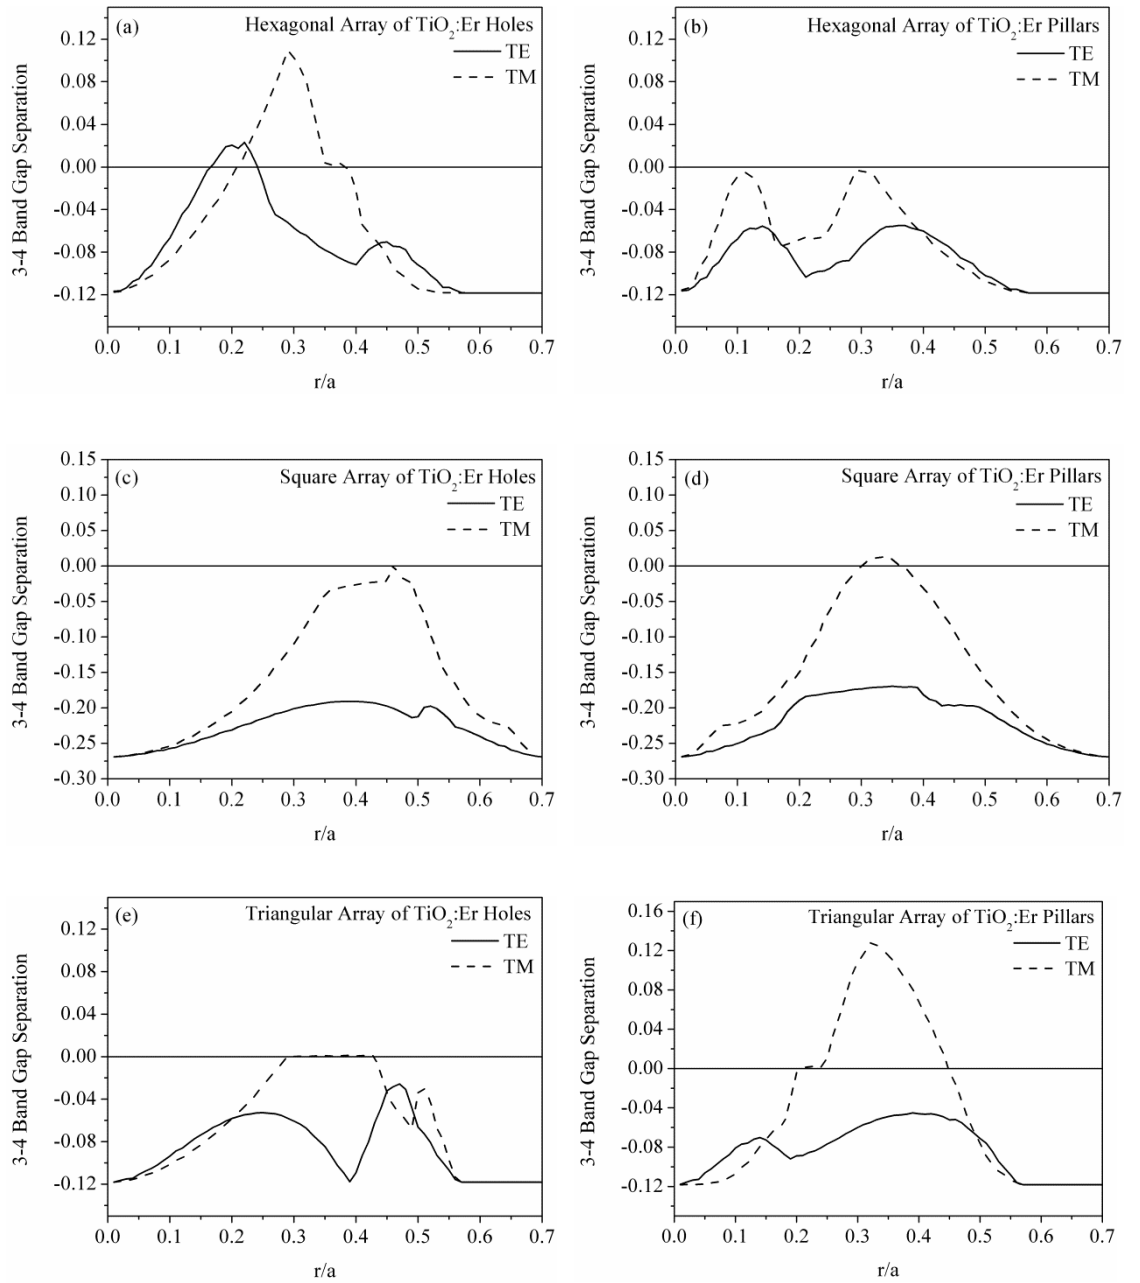 (a) Hexagonal Array of TiO2:Er Holes
TE
TM
3-4 Band Gap Separation
0.12
0.08
0.04
0.00
-0.04
-0.08
-0.12
0.0 0.1 0.2 0.3 0.4 0.5 0.6 0.7
r/a
(b) Hexagonal Array of TiO2:Er Pillars
TE
TM
3-4 Band Gap Separation
0.12
0.08
0.04
0.00
-0.04
-0.08
-0.12
0.0 0.1 0.2 0.3 0.4 0.5 0.6 0.7
r/a
(c) Square Array of TiO2:Er Holes
TE
TM
3-4 Band Gap Separation
0.15
0.10
0.05
0.00
-0.05
-0.10
-0.15
-0.20
-0.25
-0.30
0.0 0.1 0.2 0.3 0.4 0.5 0.6 0.7
r/a
(d) Square Array of TiO2:Er Pillars
TE
TM
3-4 Band Gap Separation
0.15
0.10
0.05
0.00
-0.05
-0.10
-0.15
-0.20
-0.25
-0.30
0.0 0.1 0.2 0.3 0.4 0.5 0.6 0.7
r/a
(e) Triangular Array of TiO2:Er Holes
TE
TM
3-4 Band Gap Separation
0.12
0.08
0.04
0.00
-0.04
-0.08
-0.12
0.0 0.1 0.2 0.3 0.4 0.5 0.6 0.7
r/a
(f) Triangular Array of TiO2:Er Pillars
TE
TM
3-4 Band Gap Separation
0.16
0.12
0.08
0.04
0.00
-0.04
-0.08
-0.12
0.0 0.1 0.2 0.3 0.4 0.5 0.6 0.7
r/a